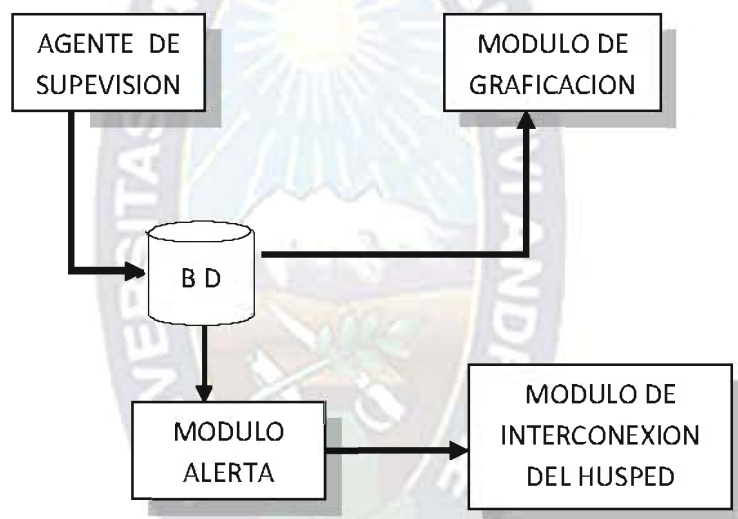 AGENTE DE
SUPEVISION
MODULO DE
GRAFICACION
B D
MODULO
ALERTA
MODULO DE
INTERCONEXION
DEL HUSPED